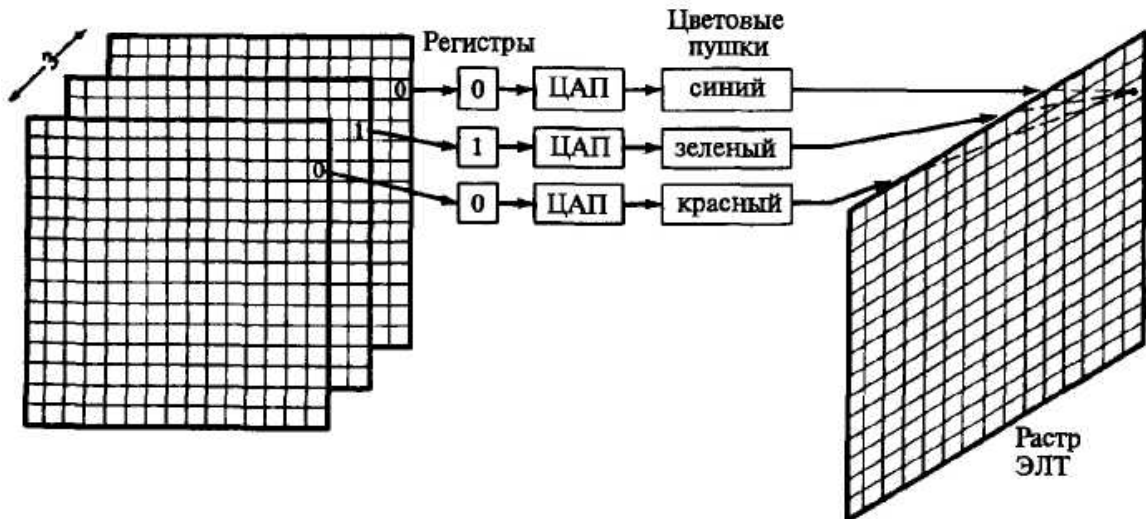 3
Регистры
Цветовые
пушки
0
0
ЦАП
синий
1
1
ЦАП
зеленый
0
0
ЦАП
красный
Растр
ЭЛТ